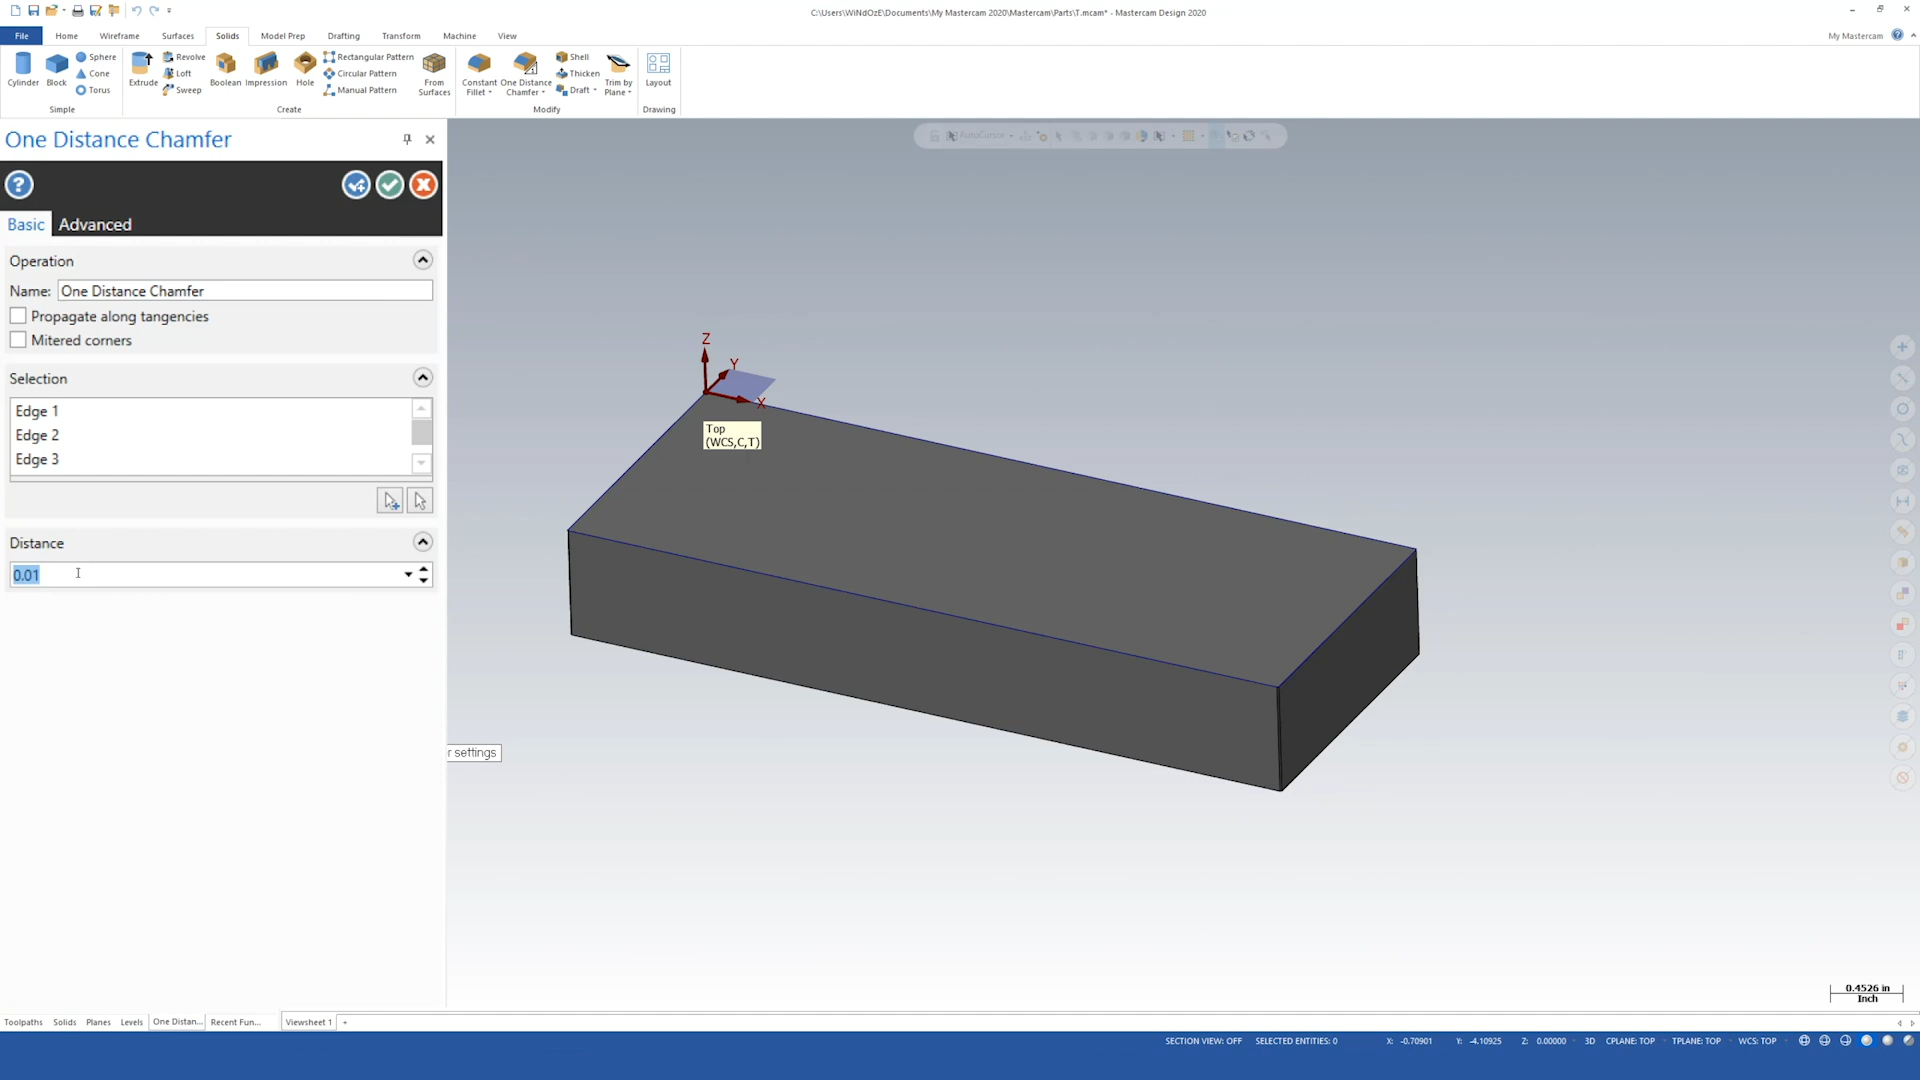 C:\Users\WiNdOzE\Documents\My Mastercam 2020\Mastercam\Parts\T.mcam* - Mastercam Design 2020
File Home Wireframe Surfaces Solids Model Prep Drafting Transform Machine View My Mastercam
Cylinder Block Sphere Cone Torus
Simple
Extrude Revolve Loft Sweep Boolean Impression Hole Rectangular Pattern Circular Pattern Manual Pattern From Surfaces
Create
Constant Fillet One Distance Chamfer Shell Thicken Draft Trim by Plane
Modify
Layout
Drawing
One Distance Chamfer
AutoCursor
Basic Advanced
Operation
Name: One Distance Chamfer
Propagate along tangencies
Mitered corners
Selection
Edge 1
Edge 2
Edge 3
Distance
0.01
Z
Y
X
Top
(WCS,C,T)
r settings
0.4526 in
Inch
Toolpaths Solids Planes Levels One Distan... Recent Fun... Viewsheet 1 +
SECTION VIEW: OFF SELECTED ENTITIES: 0 X: -0.70901 Y: -4.10925 Z: 0.00000 3D CPLANE: TOP TPLANE: TOP WCS: TOP